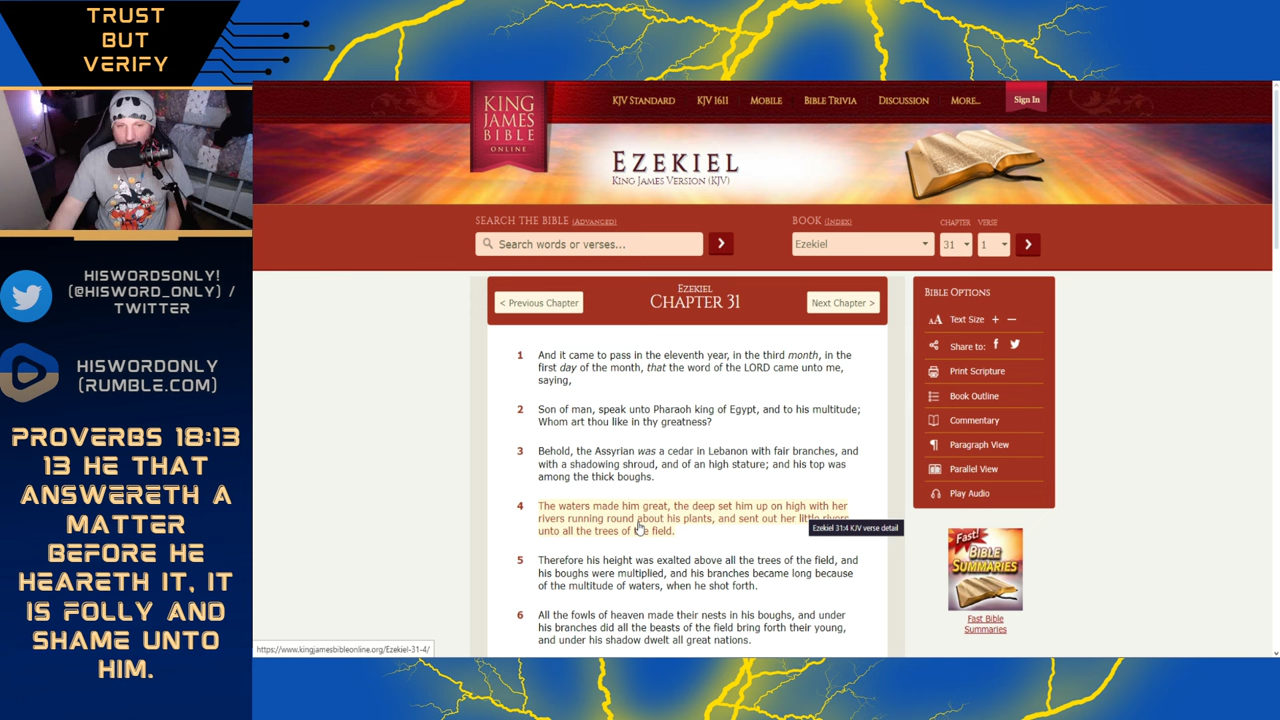 TRUST
BUT
VERIFY
HISWORDSONLY!
(@HISWORD_ONLY) /
TWITTER
HISWORDONLY
(RUMBLE.COM)
PROVERBS 18:13
13 HE THAT
ANSWERETH A
MATTER
BEFORE HE
HEARETH IT, IT
IS FOLLY AND
SHAME UNTO
HIM.
KING
JAMES
BIBLE
ONLINE
KJV STANDARD
KJV 1611
MOBILE
BIBLE TRIVIA
DISCUSSION
MORE...
Sign In
EZEKIEL
KING JAMES VERSION (KJV)
SEARCH THE BIBLE (ADVANCED)
Search words or verses...
BOOK (INDEX)
CHAPTER
VERSE
Ezekiel
31
1
< Previous Chapter
EZEKIEL
CHAPTER 31
Next Chapter >
1 And it came to pass in the eleventh year, in the third month, in the
first day of the month, that the word of the LORD came unto me,
saying,
2 Son of man, speak unto Pharaoh king of Egypt, and to his multitude;
Whom art thou like in thy greatness?
3 Behold, the Assyrian was a cedar in Lebanon with fair branches, and
with a shadowing shroud, and of an high stature; and his top was
among the thick boughs.
4 The waters made him great, the deep set him up on high with her
rivers running round about his plants, and sent out her little rivers
unto all the trees of the field.
Ezekiel 31:4 KJV verse detail
5 Therefore his height was exalted above all the trees of the field, and
his boughs were multiplied, and his branches became long because
of the multitude of waters, when he shot forth.
6 All the fowls of heaven made their nests in his boughs, and under
his branches did all the beasts of the field bring forth their young,
and under his shadow dwelt all great nations.
BIBLE OPTIONS
AA Text Size + −
Share to:
Print Scripture
Book Outline
Commentary
Paragraph View
Parallel View
Play Audio
Fast!
BIBLE
SUMMARIES
Fast Bible
Summaries
https://www.kingjamesbibleonline.org/Ezekiel-31-4/